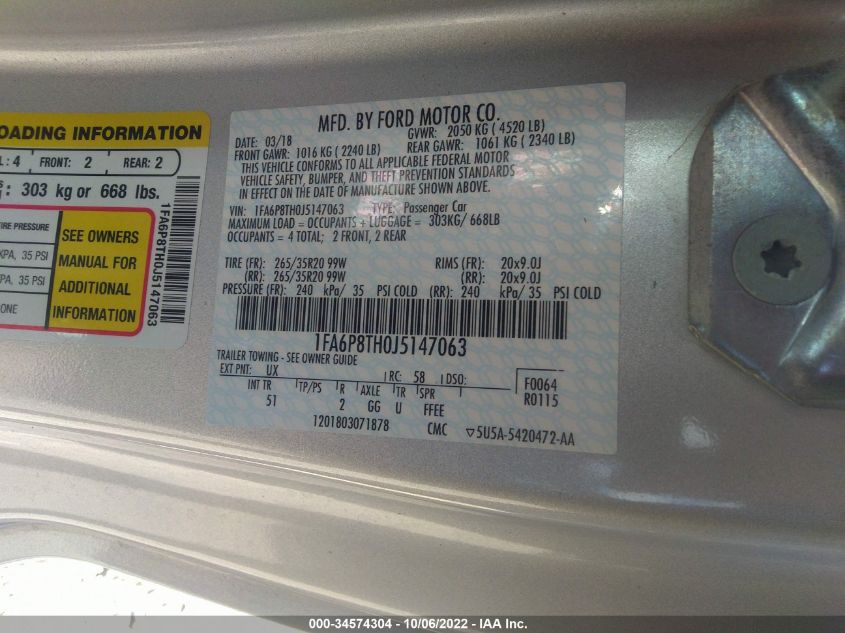 OADING INFORMATION
L : 4 FRONT: 2 REAR: 2
: 303 kg or 668 lbs.
IRE PRESSURE
KPA, 35 PSI
KPA, 35 PSI
ONE
SEE OWNERS
MANUAL FOR
ADDITIONAL
INFORMATION
1FA6P8TH0J5147063
MFD. BY FORD MOTOR CO.
DATE: 03/18 GVWR: 2050 KG ( 4520 LB)
FRONT GAWR: 1016 KG ( 2240 LB) REAR GAWR: 1061 KG ( 2340 LB)
THIS VEHICLE CONFORMS TO ALL APPLICABLE FEDERAL MOTOR
VEHICLE SAFETY, BUMPER, AND THEFT PREVENTION STANDARDS
IN EFFECT ON THE DATE OF MANUFACTURE SHOWN ABOVE.
VIN: 1FA6P8TH0J5147063 TYPE: Passenger Car
MAXIMUM LOAD = OCCUPANTS + LUGGAGE = 303KG/ 668LB
OCCUPANTS = 4 TOTAL; 2 FRONT, 2 REAR
TIRE (FR): 265/35R20 99W RIMS (FR): 20x9.0J
(RR): 265/35R20 99W (RR): 20x9.0J
PRESSURE (FR): 240 kPa/ 35 PSI COLD (RR): 240 kPa/ 35 PSI COLD
1FA6P8TH0J5147063
TRAILER TOWING - SEE OWNER GUIDE
EXT PNT: UX RC: 58 DSO: F0064
INT TR TP/PS R AXLE TR SPR R0115
51 2 GG U FFEE
1201803071878 CMC ▽5U5A-5420472-AA
000-34574304 - 10/06/2022 - IAA Inc.